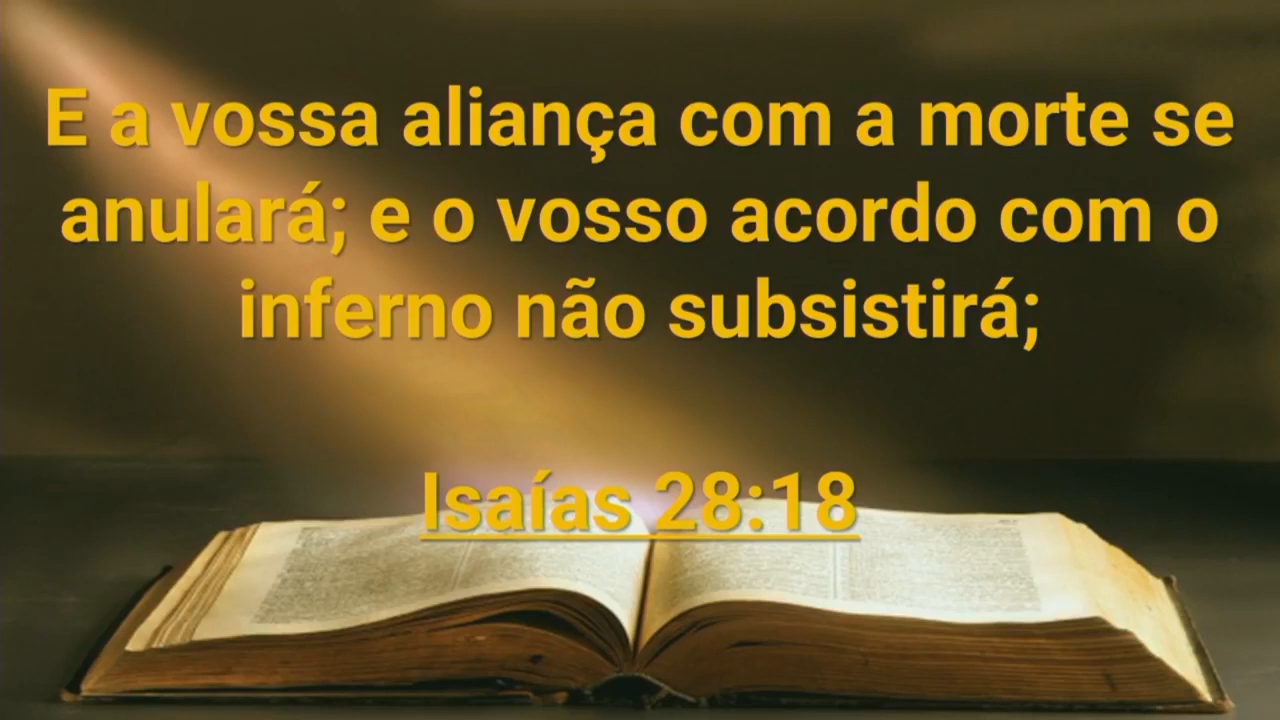 E a vossa aliança com a morte se
anulará; e o vosso acordo com o
inferno não subsistirá;
Isaías 28:18